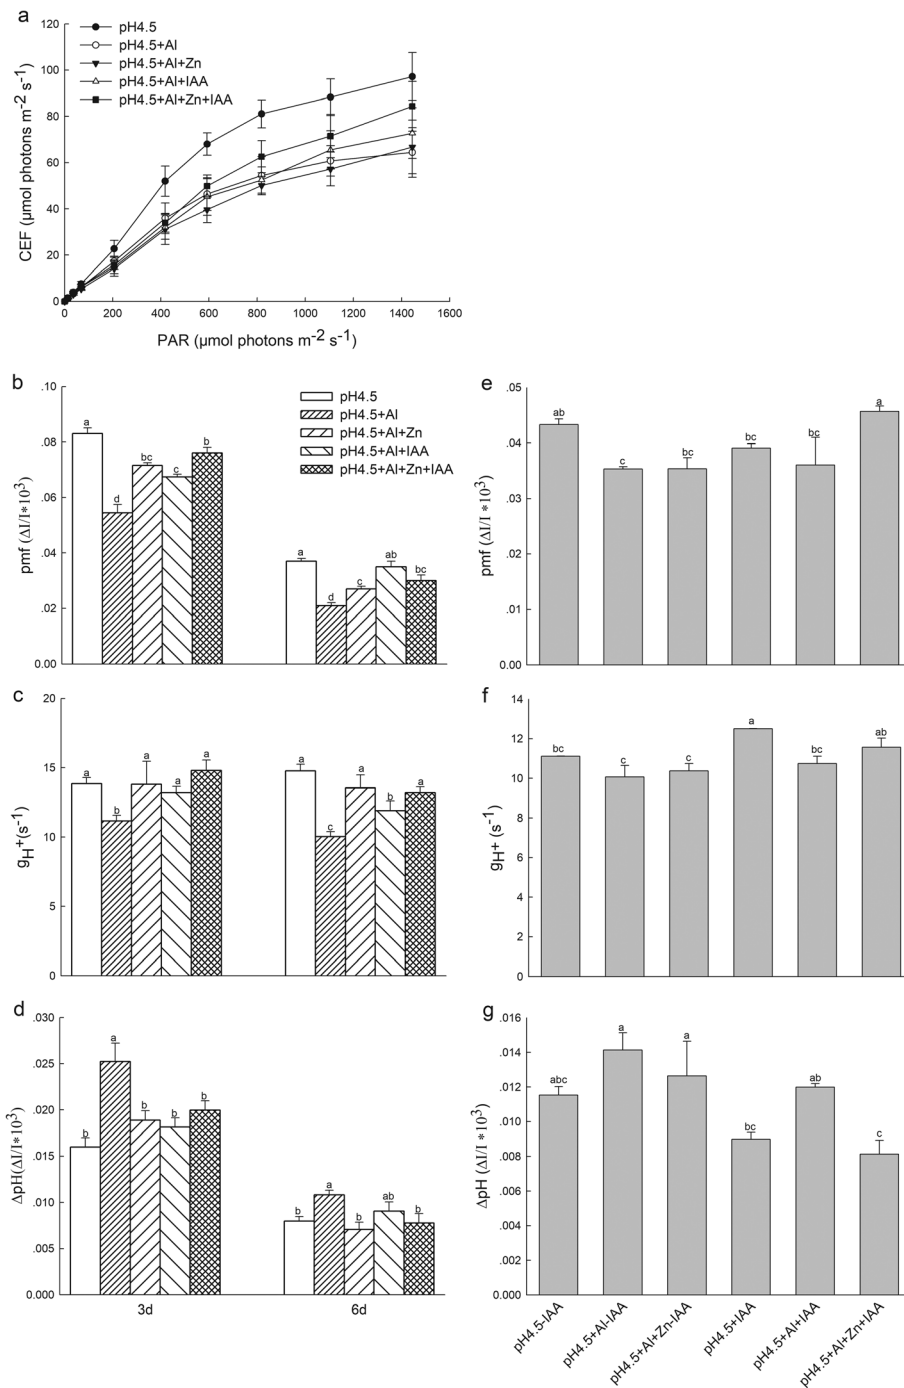 a
120
100
80
60
40
20
0
CEF (µmol photons m-2 s-1)
pH4.5
pH4.5+Al
pH4.5+Al+Zn
pH4.5+Al+IAA
pH4.5+Al+Zn+IAA
0 200 400 600 800 1000 1200 1400 1600
PAR (µmol photons m-2 s-1)
b
.10
.08
.06
.04
.02
0.00
pmf (ΔI/I*10³)
a d bc c b
a d c ab bc
pH4.5
pH4.5+Al
pH4.5+Al+Zn
pH4.5+Al+IAA
pH4.5+Al+Zn+IAA
e
.05
.04
.03
.02
.01
0.00
pmf (ΔI/I *10³)
ab c bc bc bc a
c
20
15
10
5
0
gH+(s-1)
a b a a a
a c a b a
f
14
12
10
8
6
4
2
0
gH+ (s-1)
bc c bc a bc ab
d
.030
.025
.020
.015
.010
.005
0.000
ΔpH(ΔI/I*10³)
b a b b b
b a b ab b
3d 6d
g
.016
.014
.012
.010
.008
.006
.004
.002
0.000
ΔpH (ΔI/I *10³)
abc a a bc ab c
pH4.5-IAA
pH4.5+Al-IAA
pH4.5+Al+Zn-IAA
pH4.5+IAA
pH4.5+Al+IAA
pH4.5+Al+Zn+IAA